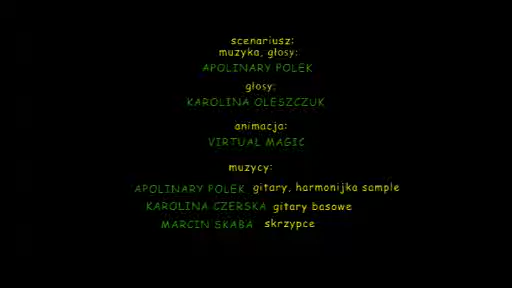 scenariusz:
muzyka, głosy:
APOLINARY POLEK
głosy:
KAROLINA OLESZCZUK
animacja:
VIRTUAL MAGIC
muzycy:
APOLINARY POLEK gitary, harmonijka sample
KAROLINA CZERSKA gitary basowe
MARCIN SKABA skrzypce